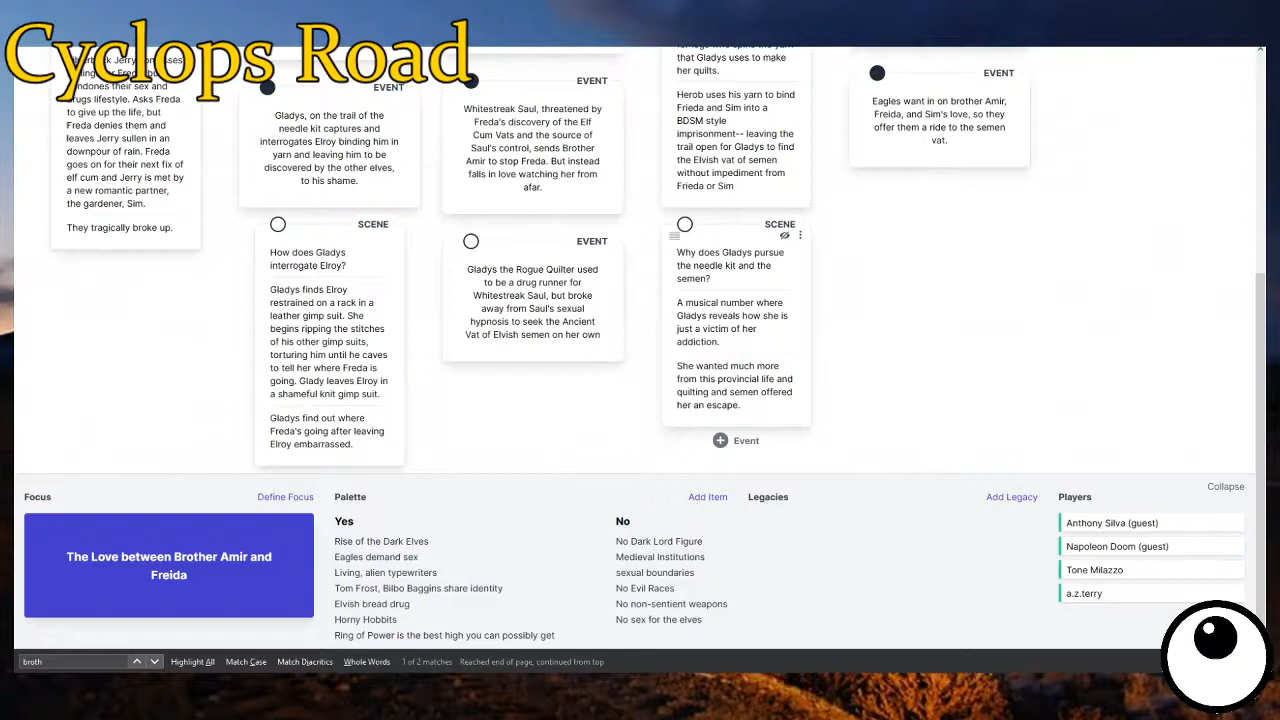 Cyclops Road
drugs lifestyle. Asks Freda
to give up the life, but
Freda denies them and
leaves Jerry sullen in an
downpour of rain. Freda
goes on for their next fix of
elf cum and Jerry is met by
a new romantic partner,
the gardener, Sim.
They tragically broke up.
EVENT
Gladys, on the trail of the
needle kit captures and
interrogates Elroy binding him in
yarn and leaving him to be
discovered by the other elves,
to his shame.
SCENE
How does Gladys
interrogate Elroy?
Gladys finds Elroy
restrained on a rack in a
leather gimp suit. She
begins ripping the stitches
of his other gimp suits,
torturing him until he caves
to tell her where Freda is
going. Glady leaves Elroy in
a shameful knit gimp suit.
Gladys find out where
Freda's going after leaving
Elroy embarrassed.
EVENT
Whitestreak Saul, threatened by
Freda's discovery of the Elf
Cum Vats and the source of
Saul's control, sends Brother
Amir to stop Freda. But instead
falls in love watching her from
afar.
EVENT
Gladys the Rogue Quilter used
to be a drug runner for
Whitestreak Saul, but broke
away from Saul's sexual
hypnosis to seek the Ancient
Vat of Elvish semen on her own
that Gladys uses to make
her quilts.
Herob uses his yarn to bind
Frieda and Sim into a
BDSM style
imprisonment-- leaving the
trail open for Gladys to find
the Elvish vat of semen
without impediment from
Frieda or Sim
SCENE
Why does Gladys pursue
the needle kit and the
semen?
A musical number where
Gladys reveals how she is
just a victim of her
addiction.
She wanted much more
from this provincial life and
quilting and semen offered
her an escape.
Event
EVENT
Eagles want in on brother Amir,
Freida, and Sim's love, so they
offer them a ride to the semen
vat.
Collapse
Focus
Define Focus
The Love between Brother Amir and
Freida
Palette
Add Item
Yes
Rise of the Dark Elves
Eagles demand sex
Living, alien typewriters
Tom Frost, Bilbo Baggins share identity
Elvish bread drug
Horny Hobbits
Ring of Power is the best high you can possibly get
No
No Dark Lord Figure
Medieval Institutions
sexual boundaries
No Evil Races
No non-sentient weapons
No sex for the elves
Legacies
Add Legacy
Players
Anthony Silva (guest)
Napoleon Doom (guest)
Tone Milazzo
a.z.terry
broth
Highlight All
Match Case
Match Diacritics
Whole Words
1 of 2 matches
Reached end of page, continued from top